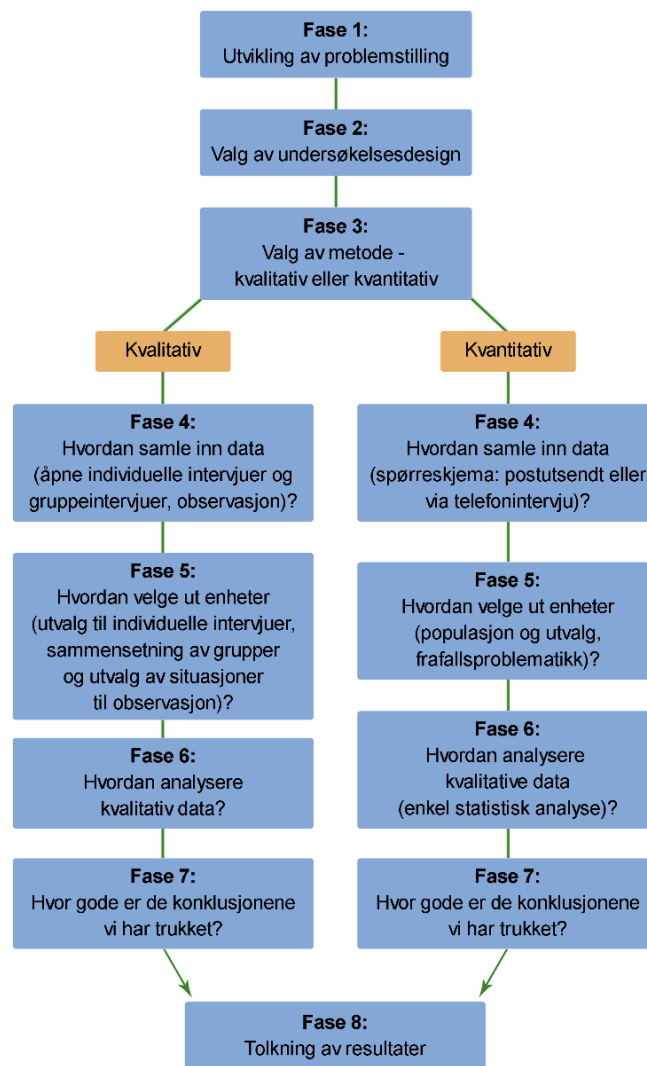 Fase 1:
Utvikling av problemstilling
Fase 2:
Valg av undersøkelsesdesign
Fase 3:
Valg av metode -
kvalitativ eller kvantitativ
Kvalitativ
Fase 4:
Hvordan samle inn data
(åpne individuelle intervjuer og
gruppeintervjuer, observasjon)?
Fase 5:
Hvordan velge ut enheter
(utvalg til individuelle intervjuer,
sammensetning av grupper
og utvalg av situasjoner
til observasjon)?
Fase 6:
Hvordan analysere
kvalitativ data?
Fase 7:
Hvor gode er de konklusjonene
vi har trukket?
Kvantitativ
Fase 4:
Hvordan samle inn data
(spørreskjema: postutsendt eller
via telefonintervju)?
Fase 5:
Hvordan velge ut enheter
(populasjon og utvalg,
frafallsproblematikk)?
Fase 6:
Hvordan analysere
kvalitative data
(enkel statistisk analyse)?
Fase 7:
Hvor gode er de konklusjonene
vi har trukket?
Fase 8:
Tolkning av resultater